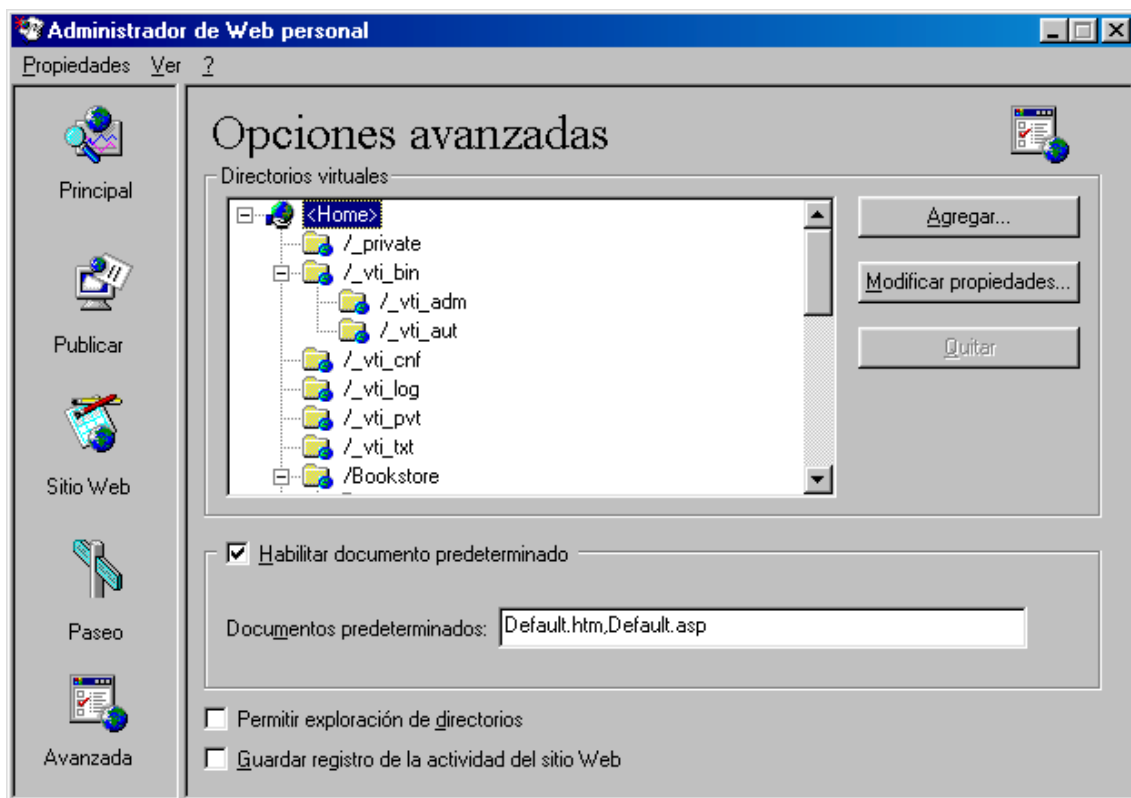 Administrador de Web personal
Propiedades Ver ?
Principal
Publicar
Sitio Web
Paseo
Avanzada
Opciones avanzadas
Directorios virtuales
<Home>
/_private
/_vti_bin
/_vti_adm
/_vti_aut
/_vti_cnf
/_vti_log
/_vti_pvt
/_vti_txt
/Bookstore
Agregar...
Modificar propiedades...
Quitar
Habilitar documento predeterminado
Documentos predeterminados: Default.htm,Default.asp
Permitir exploración de directorios
Guardar registro de la actividad del sitio Web